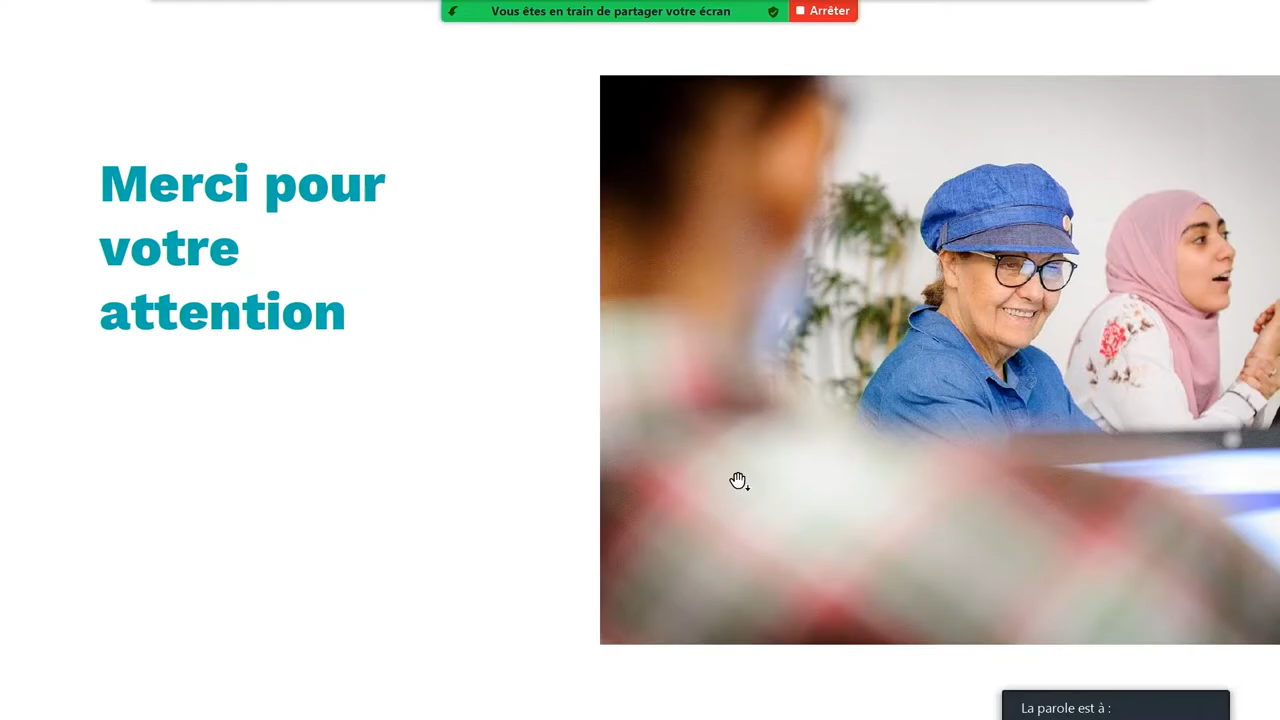 Vous êtes en train de partager votre écran
Arrêter
Merci pour
votre
attention
La parole est à :